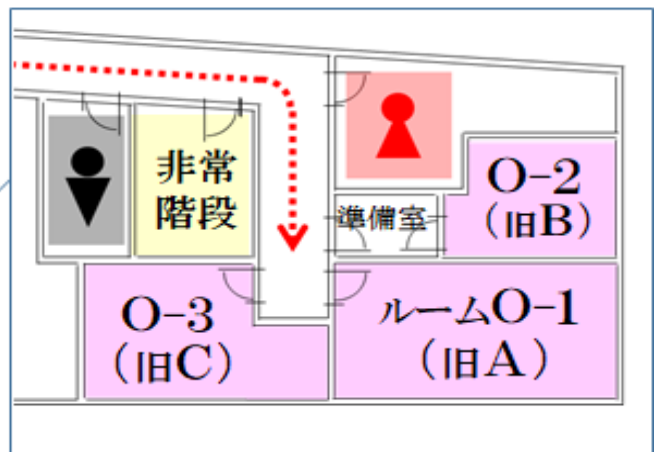 非常
階段
準備室
O-2
（旧B）
O-3
（旧C）
ルームO-1
（旧A）